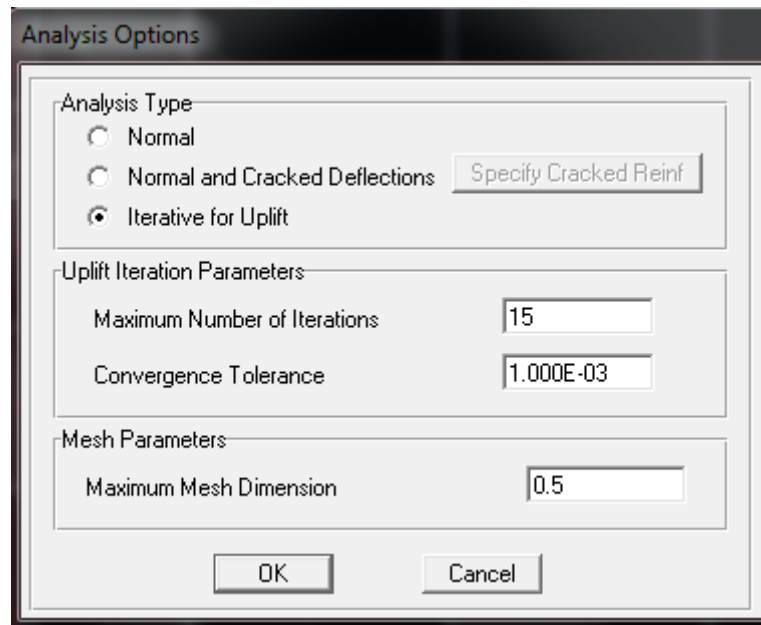 Analysis Options
Analysis Type
Normal
Normal and Cracked Deflections Specify Cracked Reinf
Iterative for Uplift
Uplift Iteration Parameters
Maximum Number of Iterations 15
Convergence Tolerance 1.000E-03
Mesh Parameters
Maximum Mesh Dimension 0.5
OK Cancel